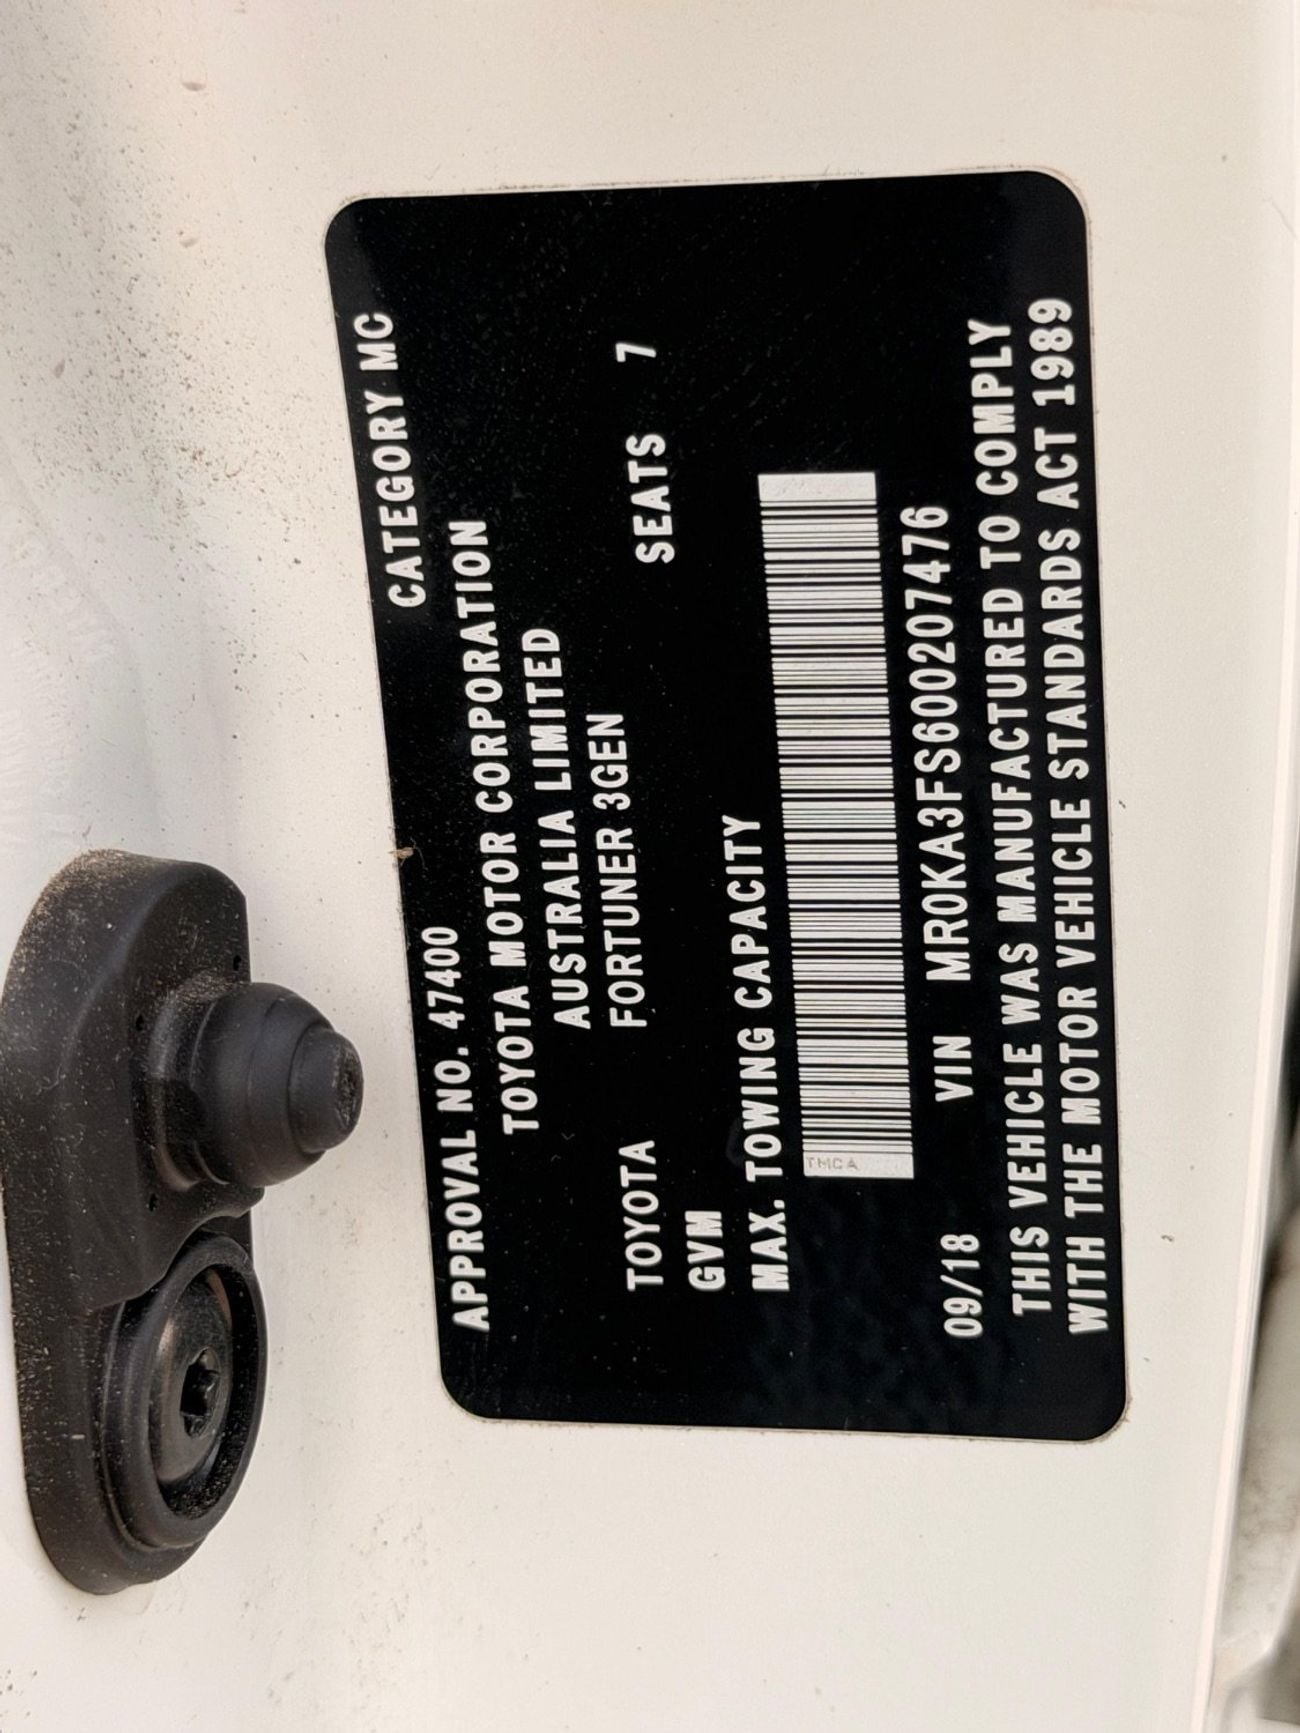 APPROVAL NO. 47400 CATEGORY MC
TOYOTA MOTOR CORPORATION
AUSTRALIA LIMITED
TOYOTA FORTUNER 3GEN
GVM SEATS 7
MAX. TOWING CAPACITY
TMCA
09/18 VIN MR0KA3FS600207476
THIS VEHICLE WAS MANUFACTURED TO COMPLY
WITH THE MOTOR VEHICLE STANDARDS ACT 1989